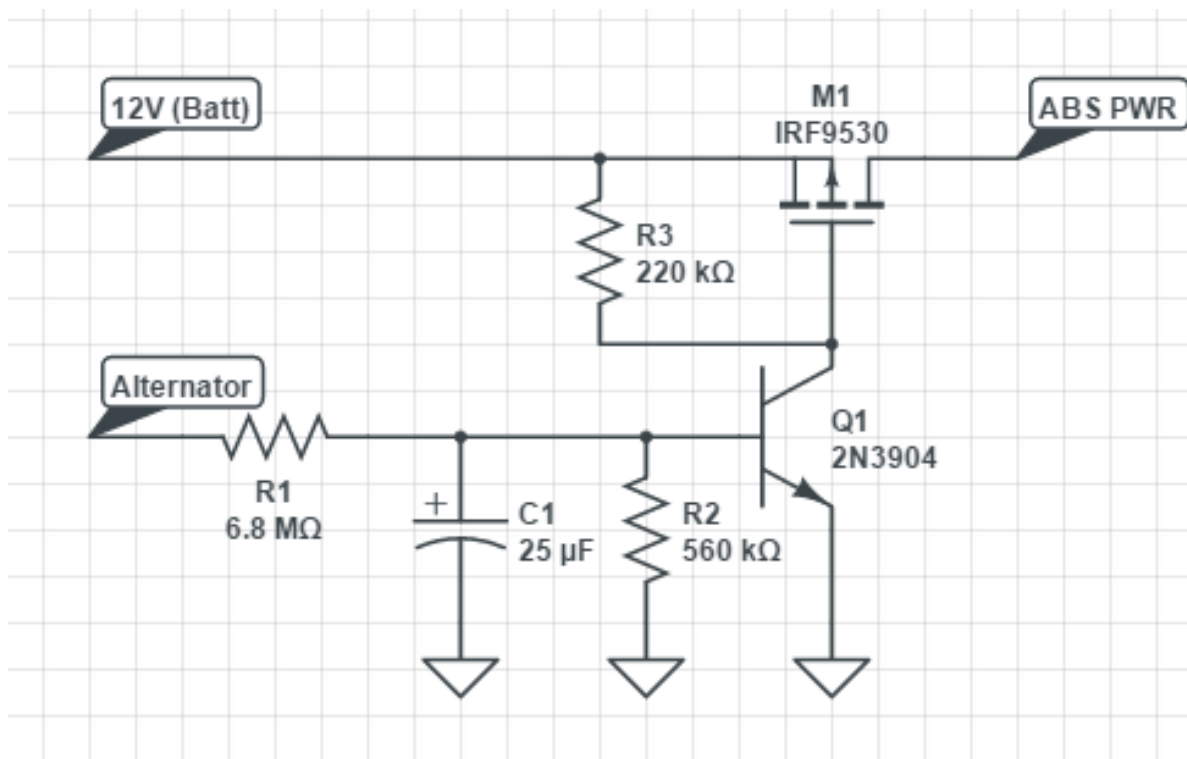 12V (Batt)
M1
IRF9530
ABS PWR
R3
220 kΩ
Alternator
R1
6.8 MΩ
+
C1
25 µF
R2
560 kΩ
Q1
2N3904